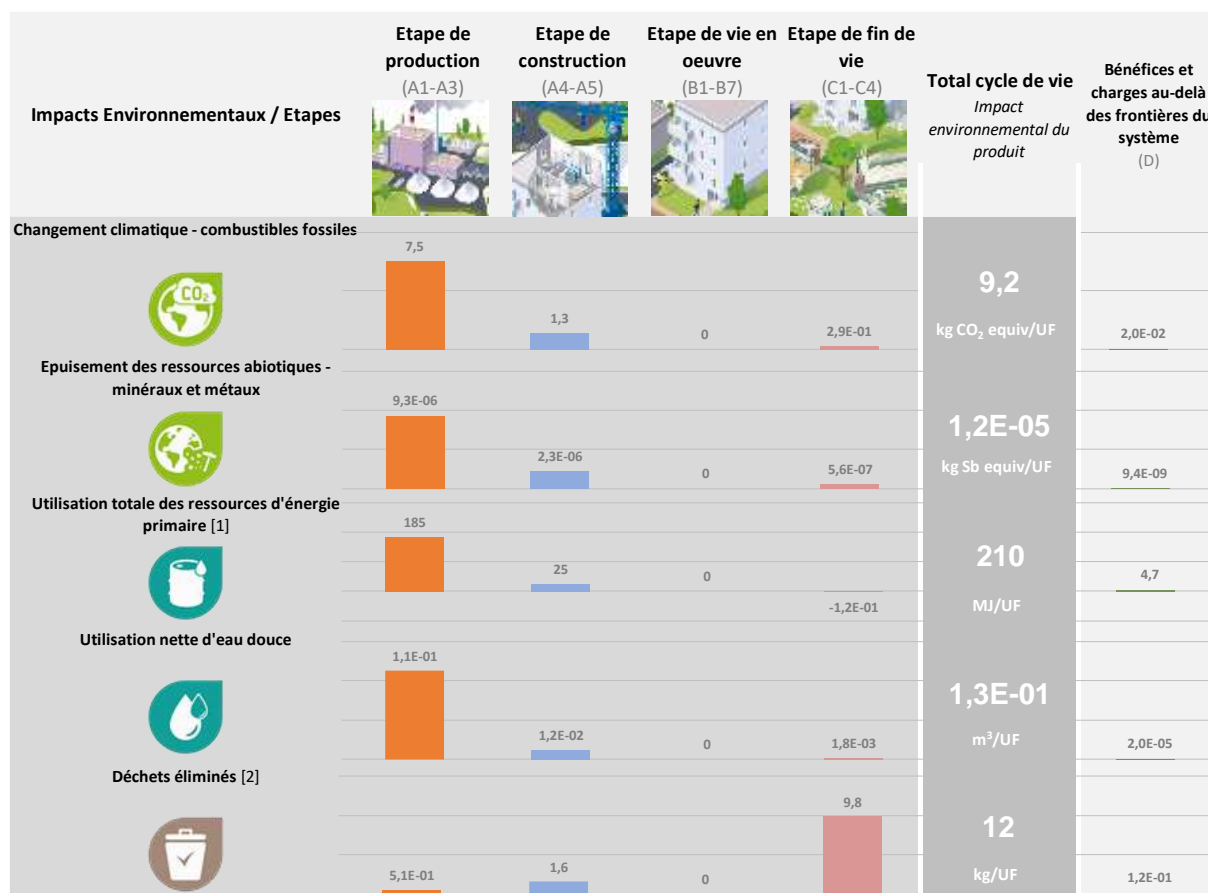 Impacts Environnementaux / Etapes
Etape de
production
(A1-A3)
Etape de
construction
(A4-A5)
Etape de vie en
oeuvre
(B1-B7)
Etape de fin de
vie
(C1-C4)
Total cycle de vie
Impact
environnemental du
produit
Bénéfices et
charges au-delà
des frontières du
système
(D)
Changement climatique - combustibles fossiles
CO2
7,5
1,3
0
2,9E-01
9,2
kg CO₂ equiv/UF
2,0E-02
Epuisement des ressources abiotiques -
minéraux et métaux
9,3E-06
2,3E-06
0
5,6E-07
1,2E-05
kg Sb equiv/UF
9,4E-09
Utilisation totale des ressources d'énergie
primaire [1]
185
25
0
-1,2E-01
210
MJ/UF
4,7
Utilisation nette d'eau douce
1,1E-01
1,2E-02
0
1,8E-03
1,3E-01
m³/UF
2,0E-05
Déchets éliminés [2]
5,1E-01
1,6
0
9,8
12
kg/UF
1,2E-01